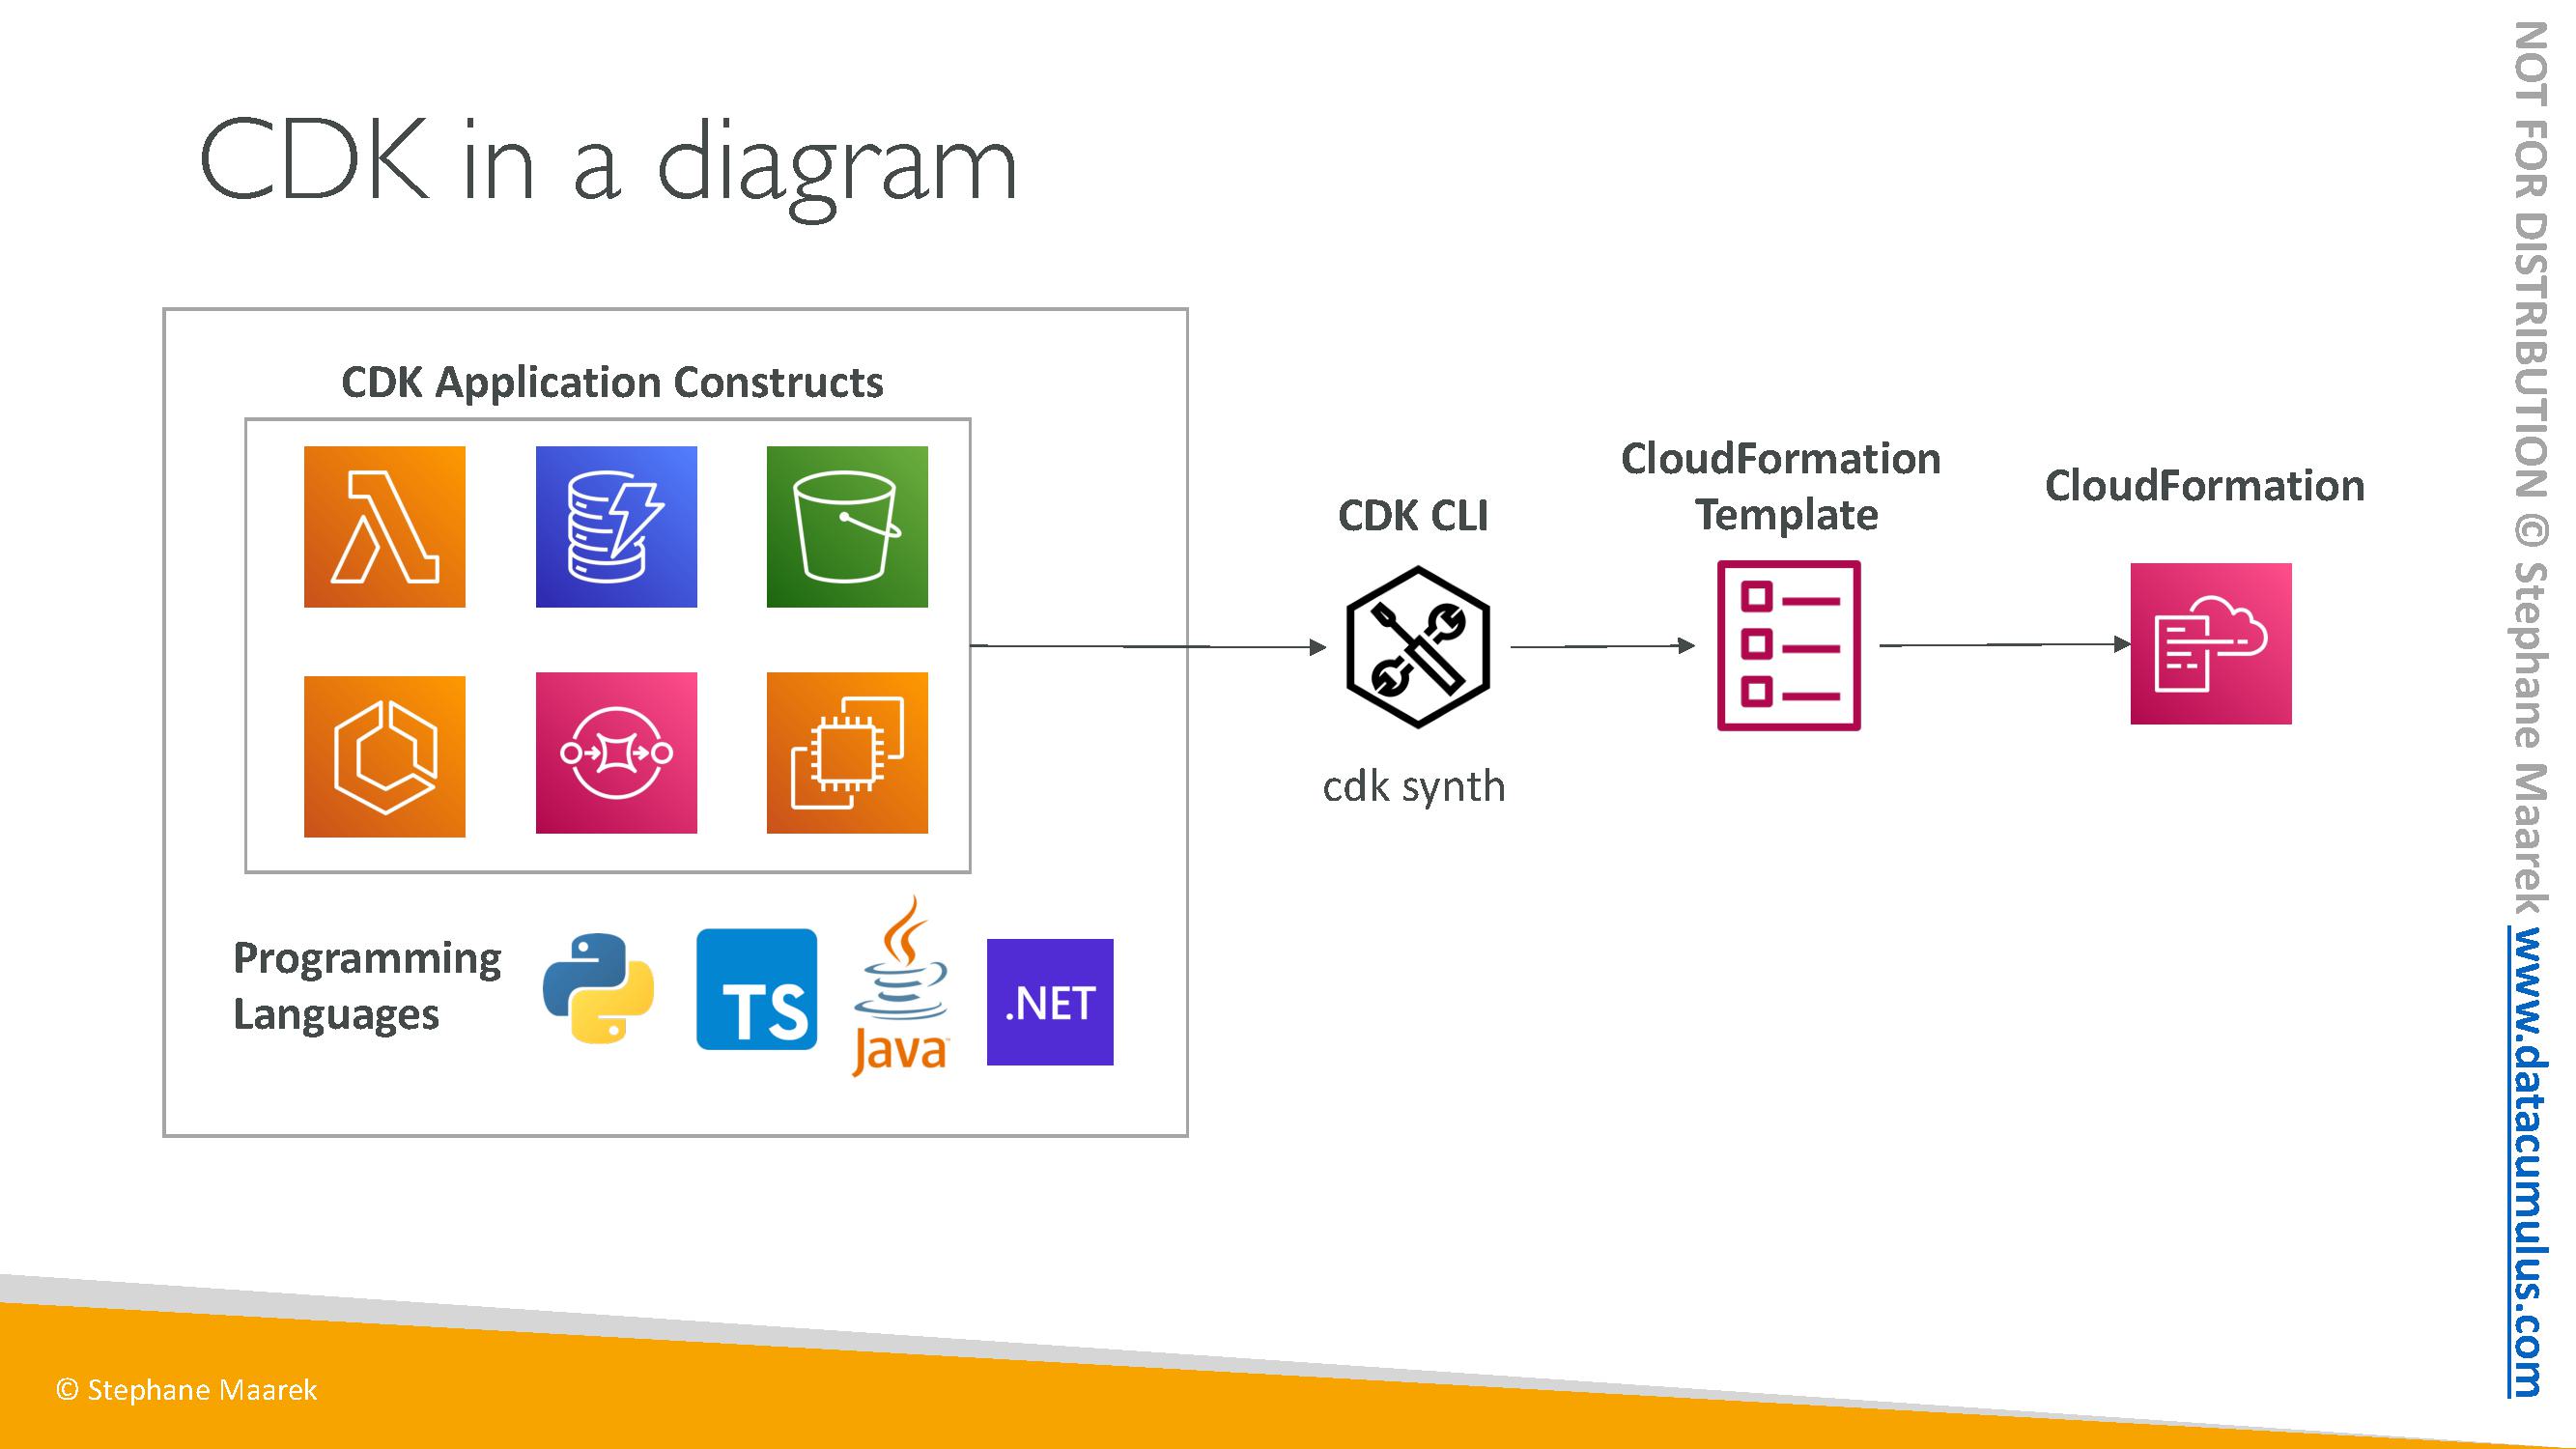 CDK in a diagram
CDK Application Constructs
Programming
Languages
TS
Java
.NET
CDK CLI
cdk synth
CloudFormation
Template
CloudFormation
© Stephane Maarek
NOT FOR DISTRIBUTION © Stephane Maarek www.datacumulus.com